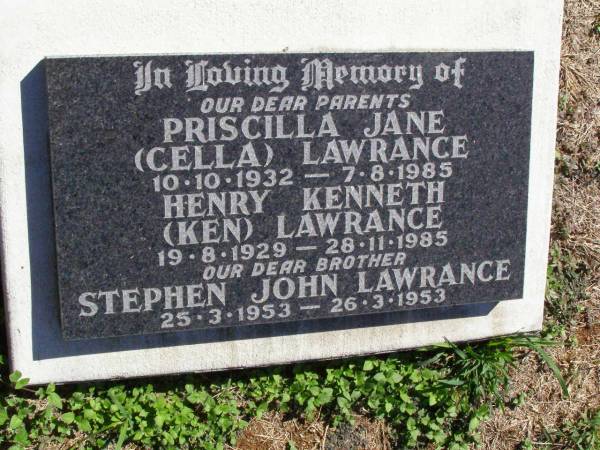 In Loving Memory of
OUR DEAR PARENTS
PRISCILLA JANE
(CELLA) LAWRANCE
10·10·1932 — 7·8·1985
HENRY KENNETH
(KEN) LAWRANCE
19·8·1929 — 28·11·1985
OUR DEAR BROTHER
STEPHEN JOHN LAWRANCE
25·3·1953 — 26·3·1953